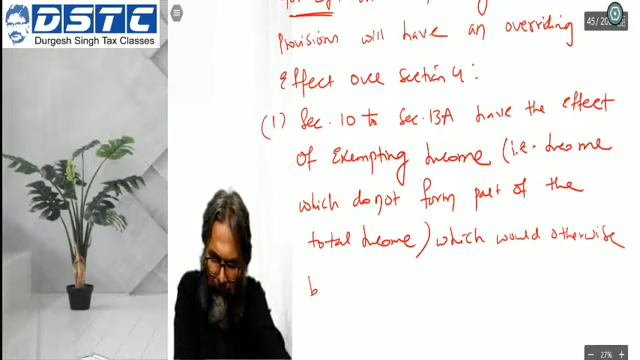 DSTC
Durgesh Singh Tax Classes
45/20
Provisions will have an overriding
Effect over Section 4:
(1) Sec. 10 to Sec. 13A have the effect
of Exempting Income (i.e. Income
which do not form part of the
total Income) which would otherwise
b
27%